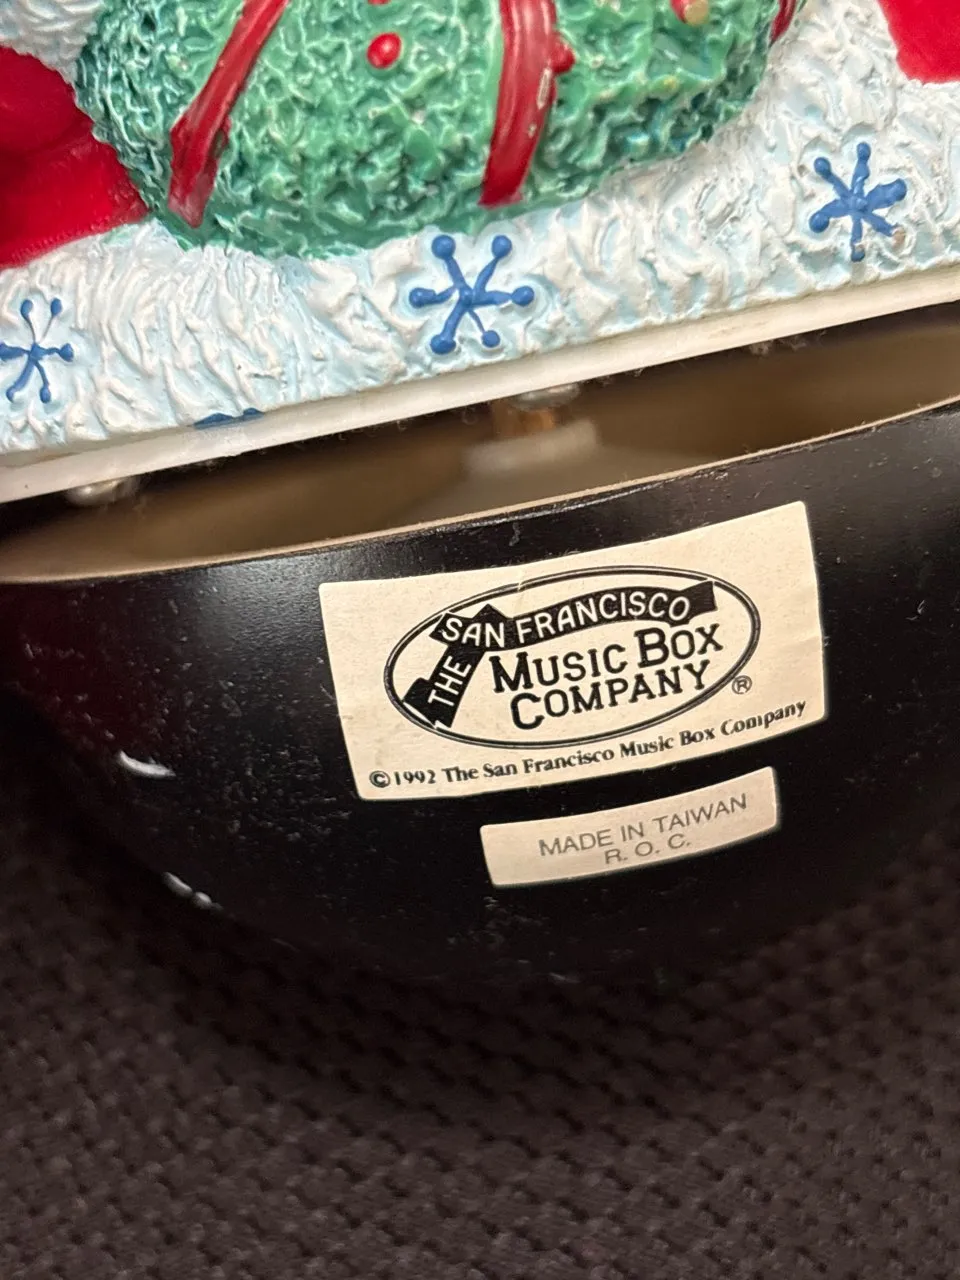 THE SAN FRANCISCO
MUSIC BOX
COMPANY ®
©1992 The San Francisco Music Box Company
MADE IN TAIWAN
R. O. C.